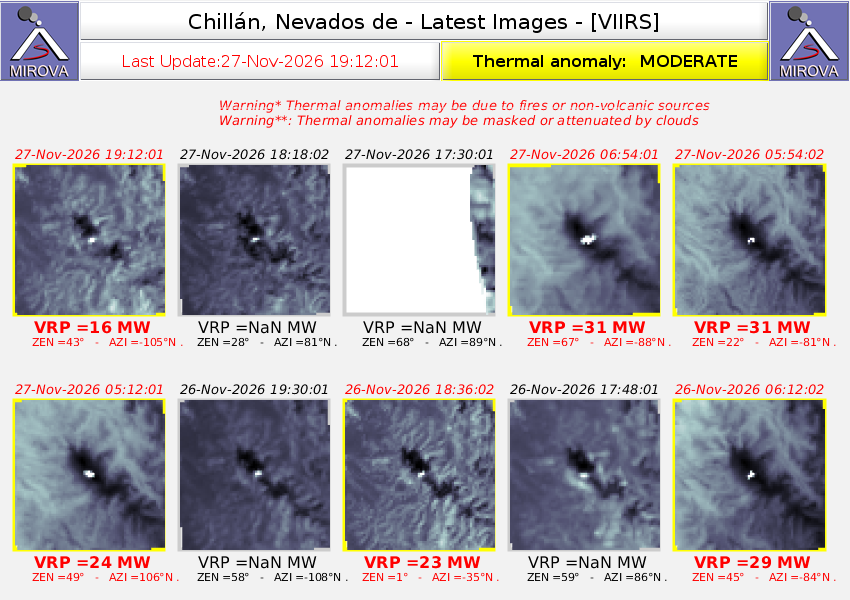 Chillán, Nevados de - Latest Images - [VIIRS]
MIROVA
Last Update:27-Nov-2026 19:12:01
Thermal anomaly: MODERATE
MIROVA
Warning* Thermal anomalies may be due to fires or non-volcanic sources
Warning**: Thermal anomalies may be masked or attenuated by clouds
27-Nov-2026 19:12:01 27-Nov-2026 18:18:02 27-Nov-2026 17:30:01 27-Nov-2026 06:54:01 27-Nov-2026 05:54:02
VRP =16 MW VRP =NaN MW VRP =NaN MW VRP =31 MW VRP =31 MW
ZEN =43° - AZI =-105°N . ZEN =28° - AZI =81°N . ZEN =68° - AZI =89°N . ZEN =67° - AZI =-88°N . ZEN =22° - AZI =-81°N .
27-Nov-2026 05:12:01 26-Nov-2026 19:30:01 26-Nov-2026 18:36:02 26-Nov-2026 17:48:01 26-Nov-2026 06:12:02
VRP =24 MW VRP =NaN MW VRP =23 MW VRP =NaN MW VRP =29 MW
ZEN =49° - AZI =106°N . ZEN =58° - AZI =-108°N . ZEN =1° - AZI =-35°N . ZEN =59° - AZI =86°N . ZEN =45° - AZI =-84°N .